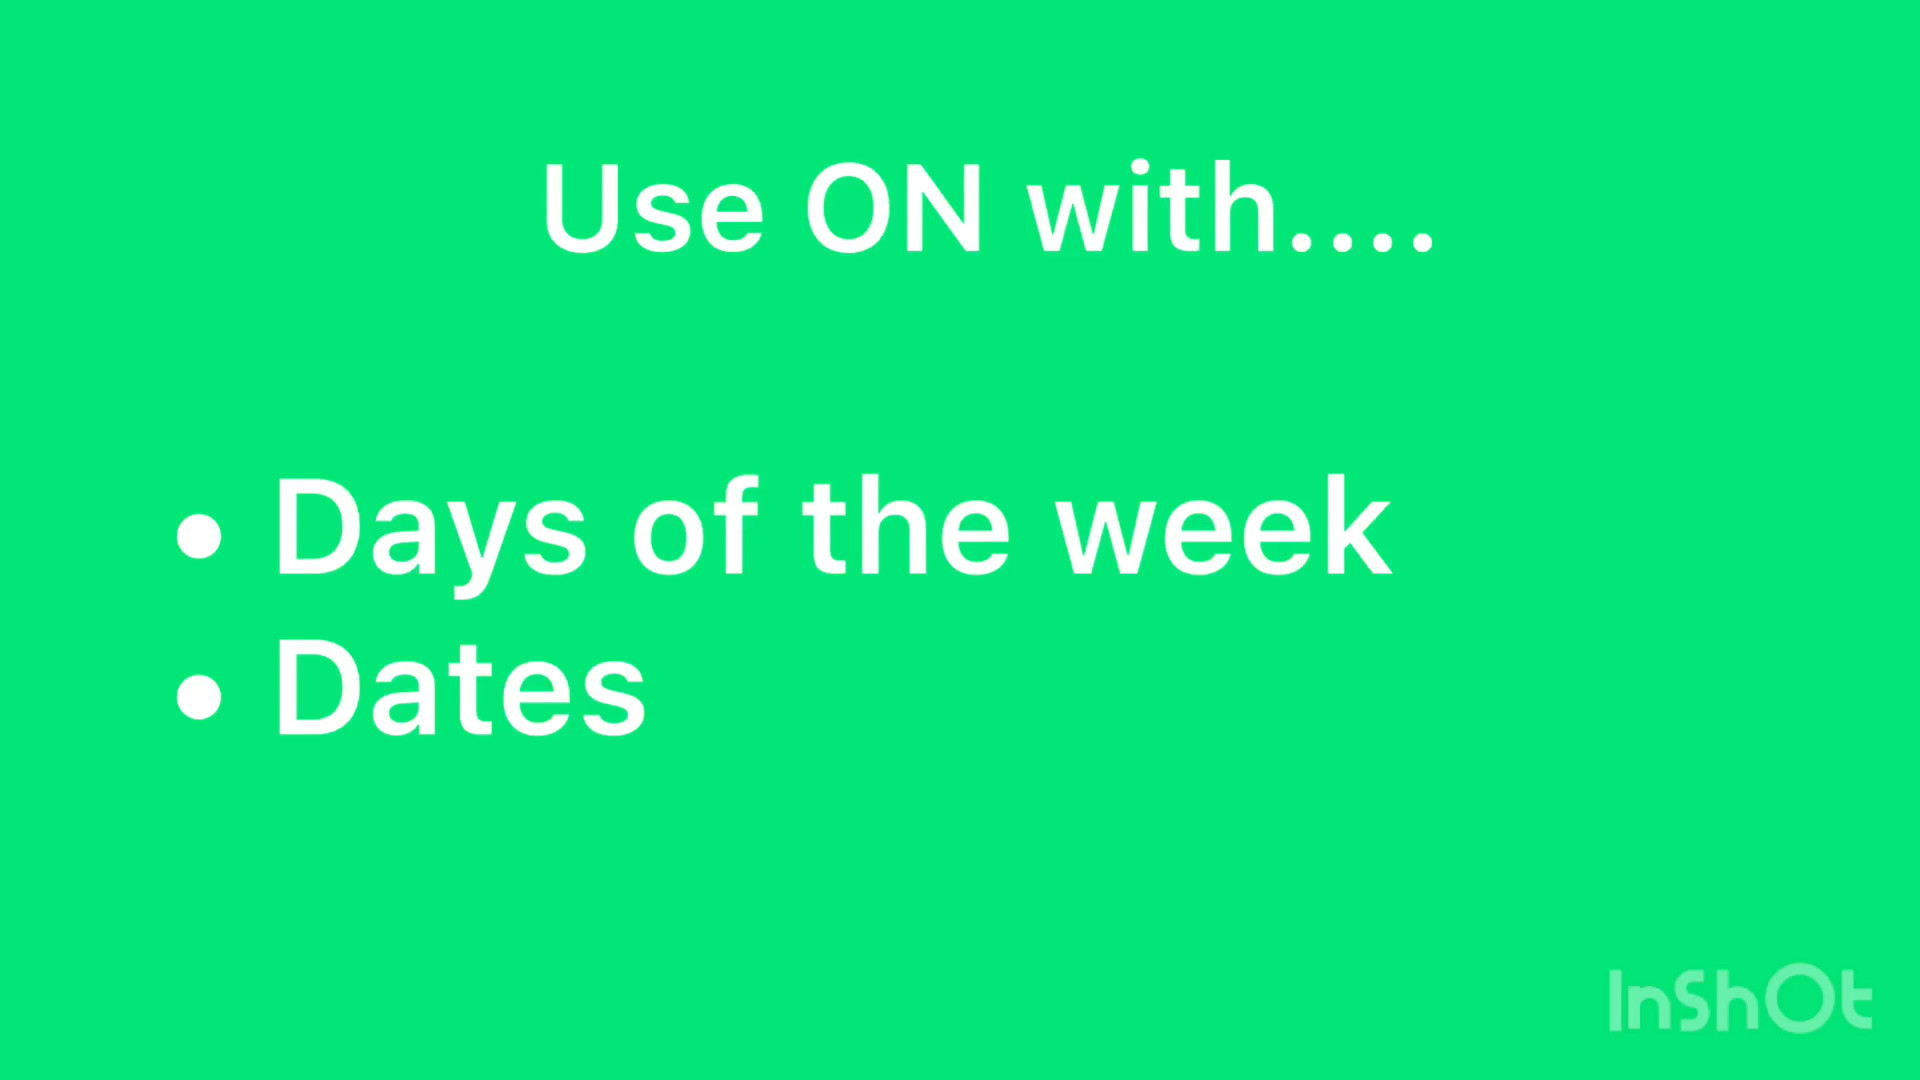 Use ON with....
• Days of the week
• Dates
InShOt